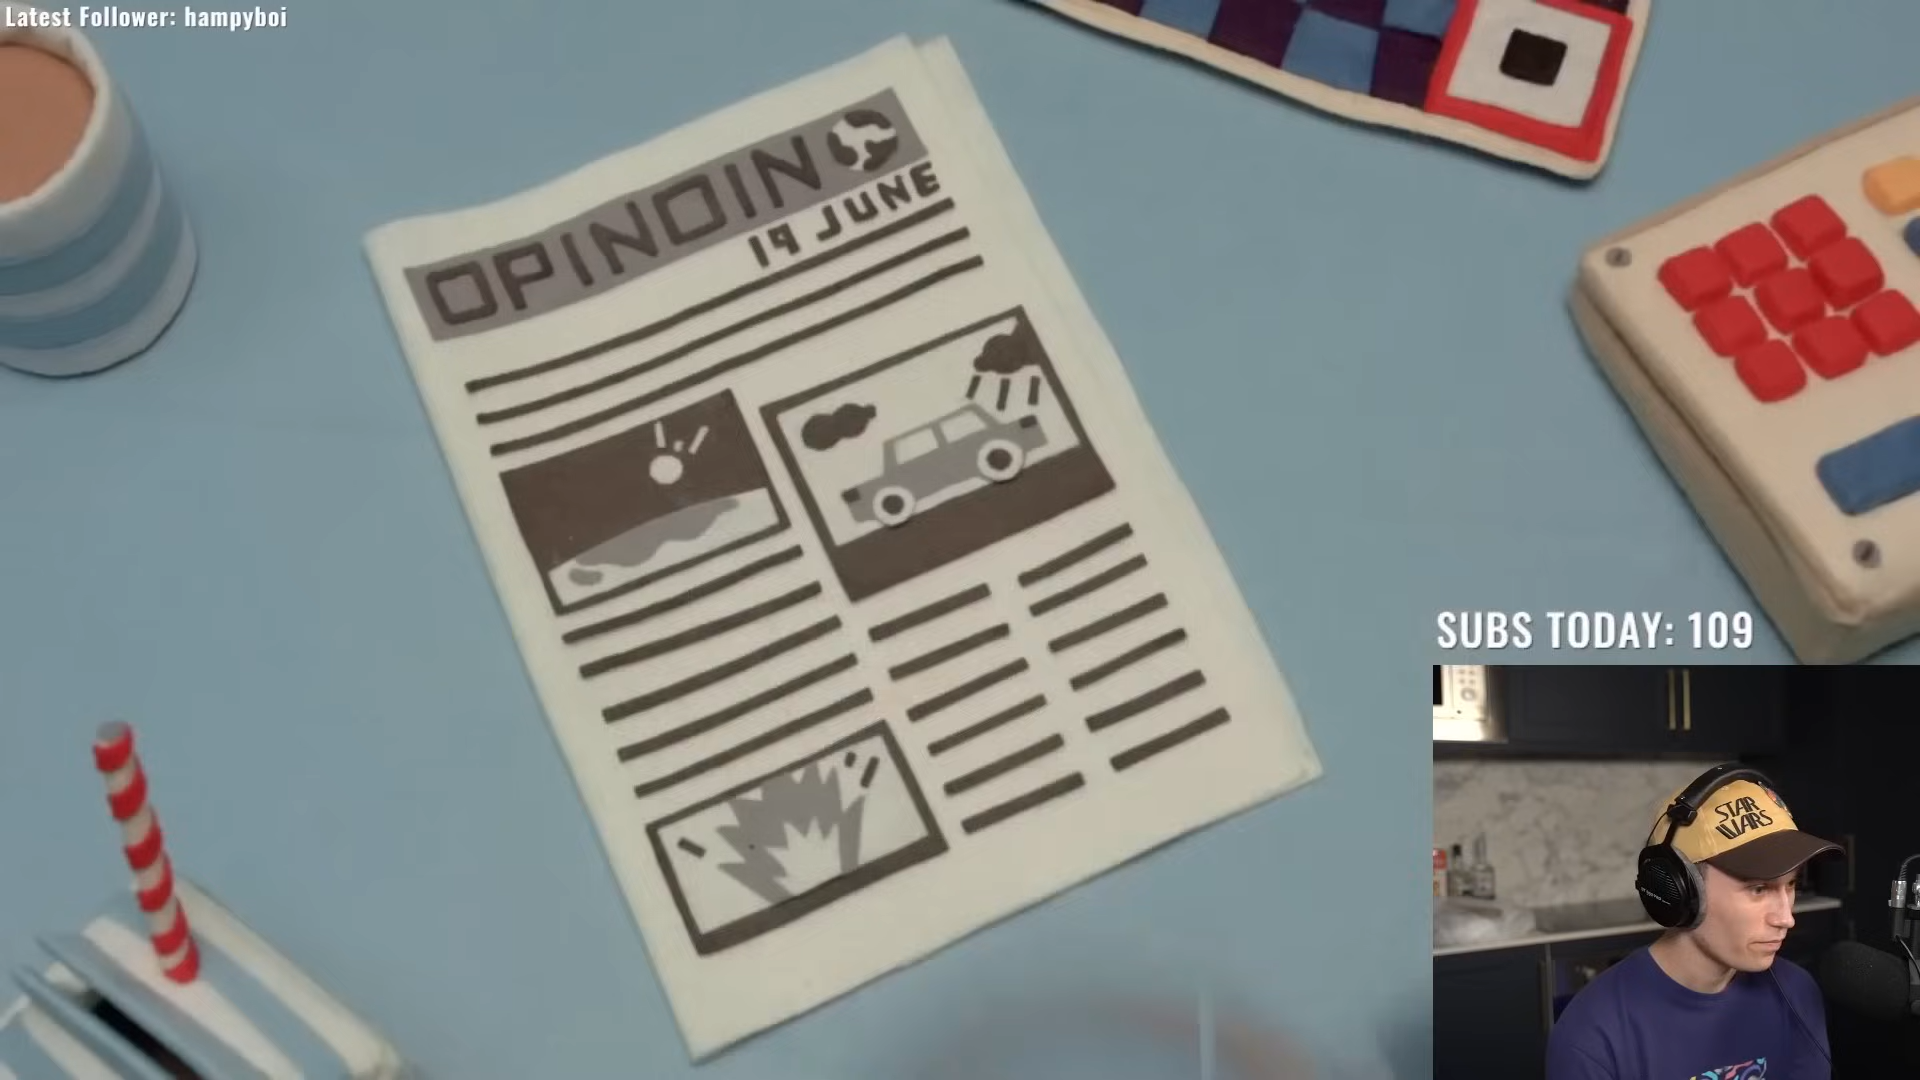 Latest Follower: hampyboi
OPINOIN
19 JUNE
SUBS TODAY: 109
STAR
WARS